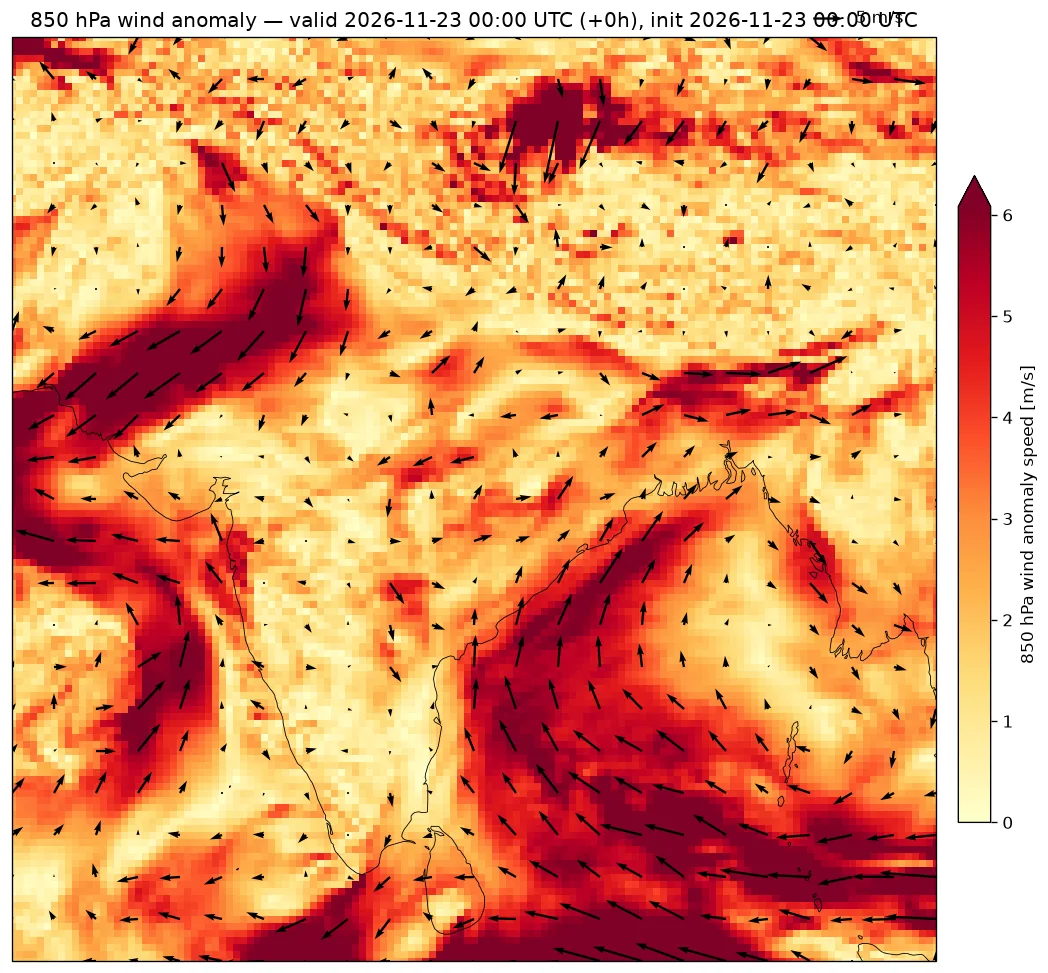 850 hPa wind anomaly — valid 2026-11-23 00:00 UTC (+0h), init 2026-11-23 00:00 UTC
5 m/s
6
5
4
3
2
1
0
850 hPa wind anomaly speed [m/s]